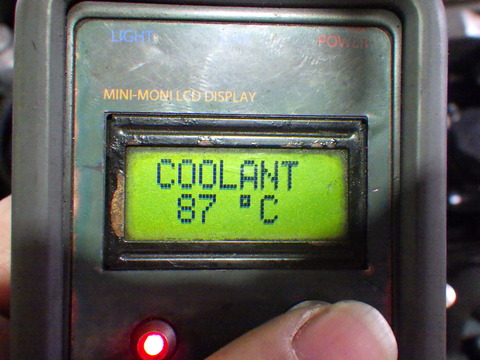 LIGHT POWER
MINI-MONI LCD DISPLAY
COOLANT
87 °C